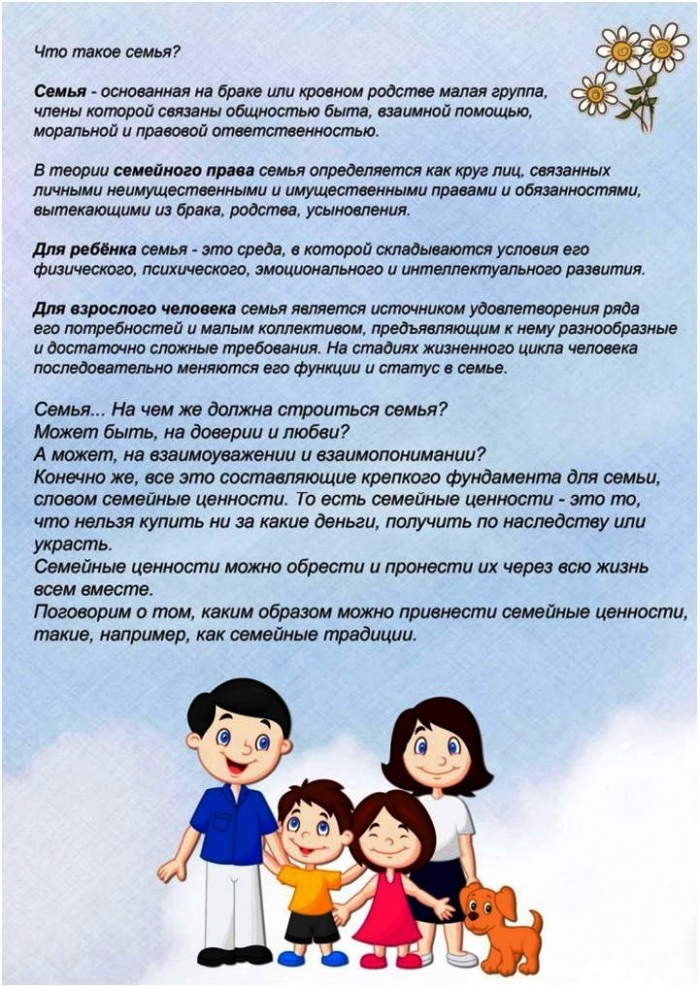 Что такое семья?
Семья - основанная на браке или кровном родстве малая группа,
члены которой связаны общностью быта, взаимной помощью,
моральной и правовой ответственностью.
В теории семейного права семья определяется как круг лиц, связанных
личными неимущественными и имущественными правами и обязанностями,
вытекающими из брака, родства, усыновления.
Для ребёнка семья - это среда, в которой складываются условия его
физического, психического, эмоционального и интеллектуального развития.
Для взрослого человека семья является источником удовлетворения ряда
его потребностей и малым коллективом, предъявляющим к нему разнообразные
и достаточно сложные требования. На стадиях жизненного цикла человека
последовательно меняются его функции и статус в семье.
Семья... На чем же должна строиться семья?
Может быть, на доверии и любви?
А может, на взаимоуважении и взаимопонимании?
Конечно же, все это составляющие крепкого фундамента для семьи,
словом семейные ценности. То есть семейные ценности - это то,
что нельзя купить ни за какие деньги, получить по наследству или
украсть.
Семейные ценности можно обрести и пронести их через всю жизнь
всем вместе.
Поговорим о том, каким образом можно привнести семейные ценности,
такие, например, как семейные традиции.